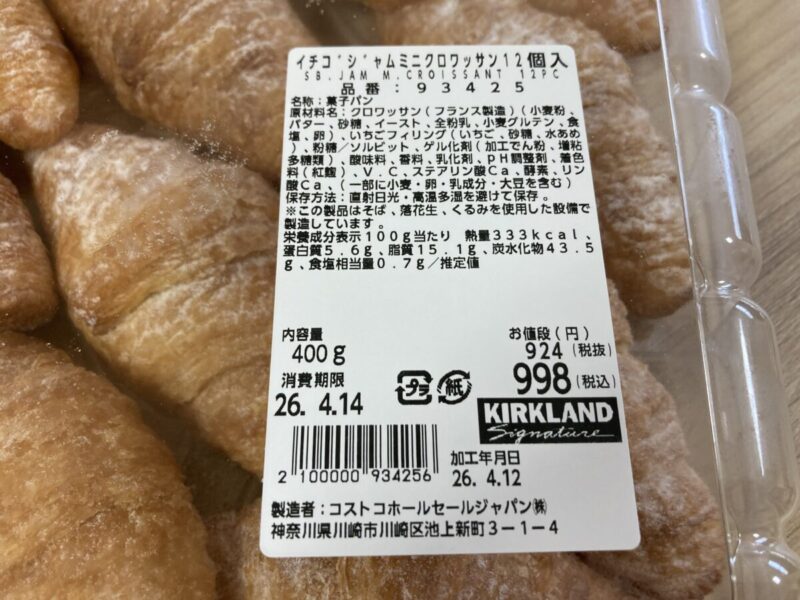 イチゴジャムミニクロワッサン12個入
SB.JAM M.CROISSANT 12PC
品番：93425
名称：菓子パン
原材料名：クロワッサン（フランス製造）（小麦粉、
バター、砂糖、イースト、全粉乳、小麦グルテン、食
塩、卵）、いちごフィリング（いちご、砂糖、水あめ
）、粉糖／ソルビット、ゲル化剤（加工でん粉、増粘
多糖類）、酸味料、香料、乳化剤、pH調整剤、着色
料（紅麹）、V.C、ステアリン酸Ca、酵素、リン
酸Ca、（一部に小麦・卵・乳成分・大豆を含む）
保存方法：直射日光・高温多湿を避けて保存。
※この製品はそば、落花生、くるみを使用した設備で
製造しています。
栄養成分表示100g当たり 熱量333kcal、
蛋白質5.6g、脂質15.1g、炭水化物43.5
g、食塩相当量0.7g／推定値
内容量
400g
お値段（円）
924（税抜）
998（税込）
消費期限
26. 4.14
プラ
紙
KIRKLAND
Signature
2 100000 934256
加工年月日
26. 4.12
製造者：コストコホールセールジャパン㈱
神奈川県川崎市川崎区池上新町3－1－4